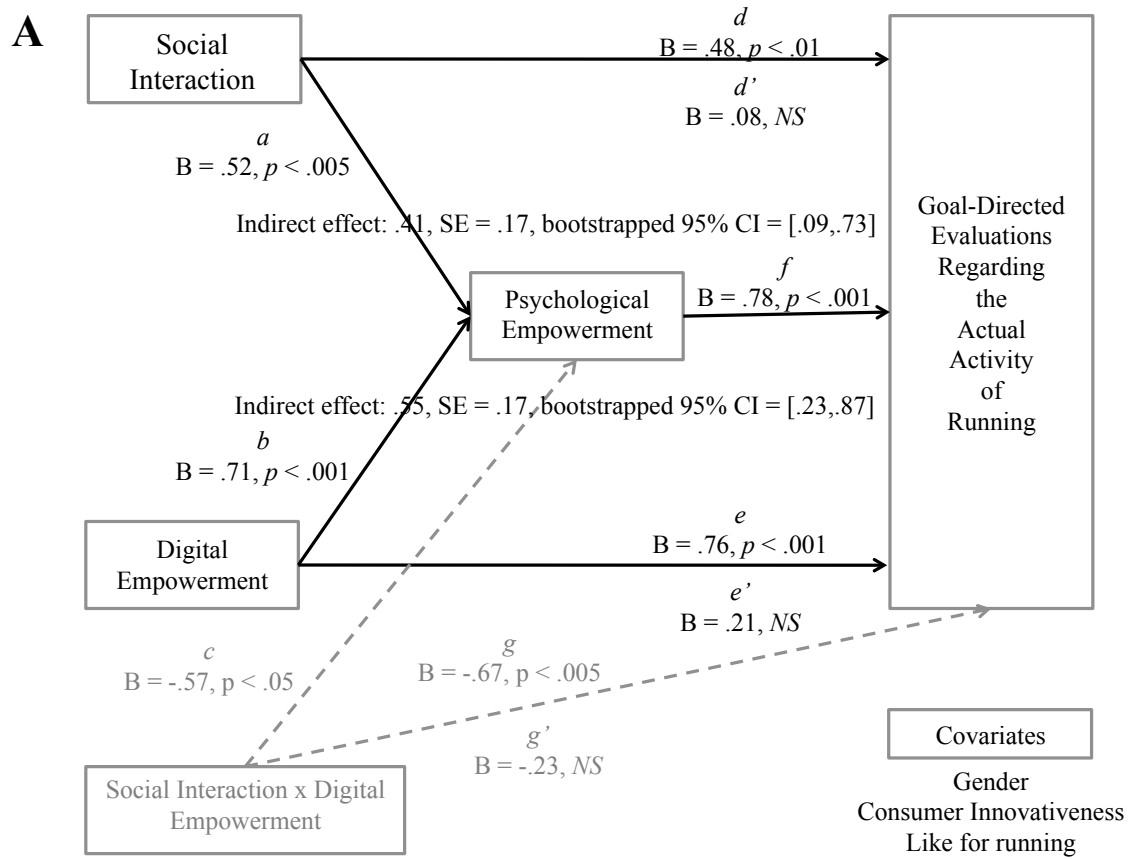 A
Social
Interaction
d
B = .48, p < .01
d’
B = .08, NS
a
B = .52, p < .005
Indirect effect: .41, SE = .17, bootstrapped 95% CI = [.09,.73]
Psychological
Empowerment
f
B = .78, p < .001
Goal-Directed
Evaluations
Regarding
the
Actual
Activity
of
Running
Indirect effect: .55, SE = .17, bootstrapped 95% CI = [.23,.87]
b
B = .71, p < .001
Digital
Empowerment
e
B = .76, p < .001
e’
B = .21, NS
c
B = -.57, p < .05
g
B = -.67, p < .005
g’
B = -.23, NS
Social Interaction x Digital
Empowerment
Covariates
Gender
Consumer Innovativeness
Like for running